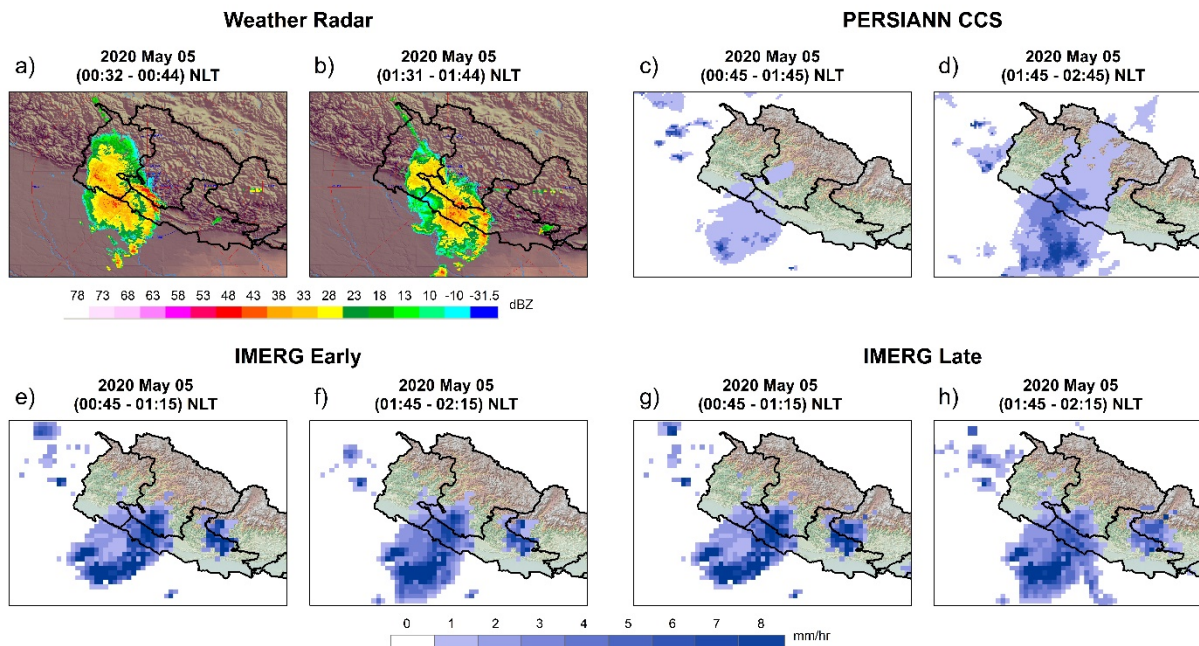 Weather Radar
PERSIANN CCS
a)
2020 May 05
(00:32 - 00:44) NLT
b)
2020 May 05
(01:31 - 01:44) NLT
c)
2020 May 05
(00:45 - 01:45) NLT
d)
2020 May 05
(01:45 - 02:45) NLT
78 73 68 63 58 53 48 43 38 33 28 23 18 13 10 -10 -31.5 dBZ
IMERG Early
IMERG Late
e)
2020 May 05
(00:45 - 01:15) NLT
f)
2020 May 05
(01:45 - 02:15) NLT
g)
2020 May 05
(00:45 - 01:15) NLT
h)
2020 May 05
(01:45 - 02:15) NLT
0 1 2 3 4 5 6 7 8 mm/hr